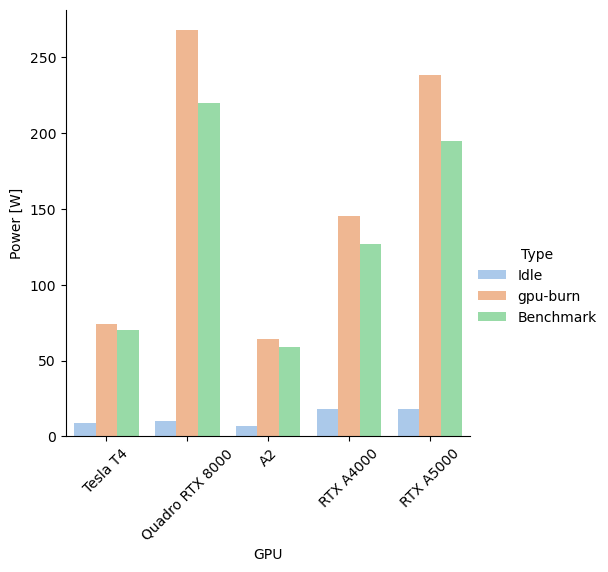 250
200
150
100
50
0
Power [W]
Tesla T4
Quadro RTX 8000
A2
RTX A4000
RTX A5000
GPU
Type
Idle
gpu-burn
Benchmark